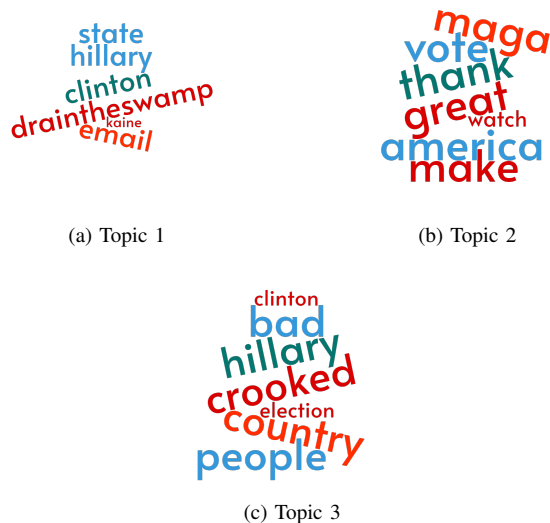 state
hillary
clinton
draintheswamp
kaine
email
(a) Topic 1
maga
vote
thank
great
watch
america
make
(b) Topic 2
clinton
bad
hillary
crooked
election
country
people
(c) Topic 3